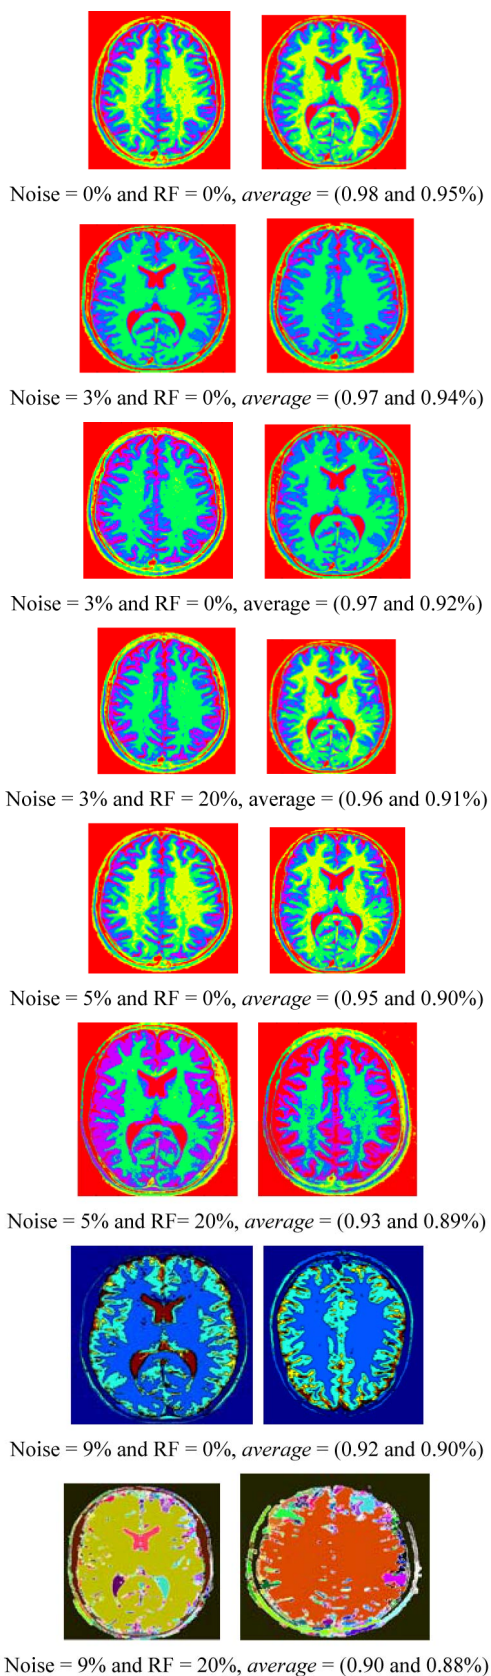 Noise = 0% and RF = 0%, average = (0.98 and 0.95%)
Noise = 3% and RF = 0%, average = (0.97 and 0.94%)
Noise = 3% and RF = 0%, average = (0.97 and 0.92%)
Noise = 3% and RF = 20%, average = (0.96 and 0.91%)
Noise = 5% and RF = 0%, average = (0.95 and 0.90%)
Noise = 5% and RF= 20%, average = (0.93 and 0.89%)
Noise = 9% and RF = 0%, average = (0.92 and 0.90%)
Noise = 9% and RF = 20%, average = (0.90 and 0.88%)